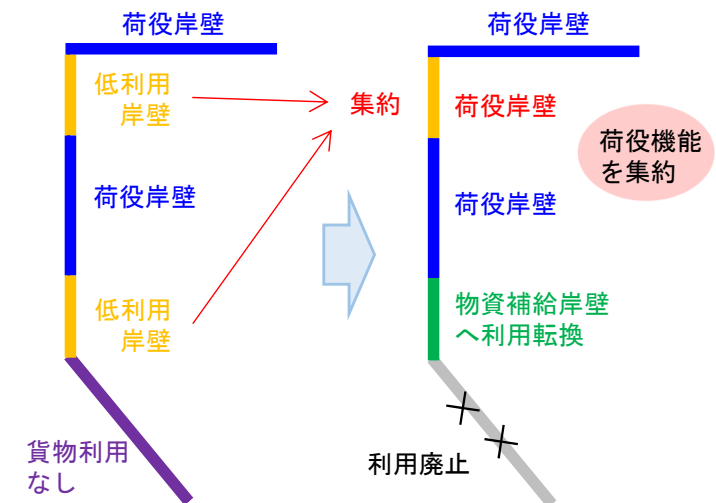 荷役岸壁
低利用
岸壁
荷役岸壁
低利用
岸壁
貨物利用
なし
集約
荷役岸壁
荷役岸壁
荷役機能
を集約
荷役岸壁
物資補給岸壁
へ利用転換
利用廃止